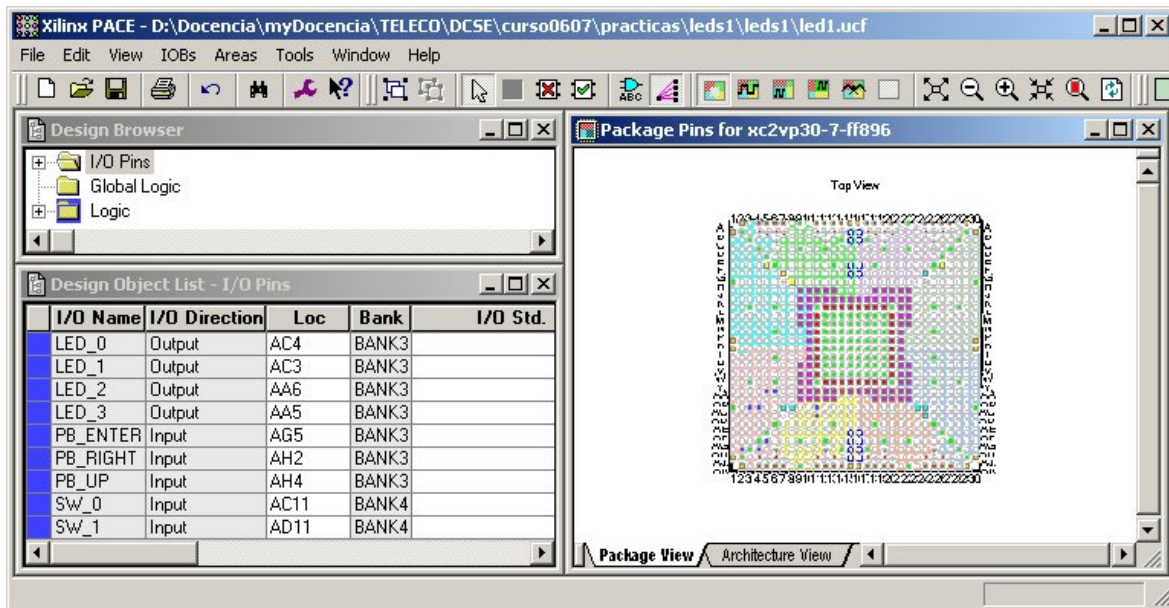 Xilinx PACE - D:\Docencia\myDocencia\TELECO\DCSE\curso0607\practicas\leds1\leds1\led1.ucf
File Edit View IOBs Areas Tools Window Help
ABC
Design Browser
I/O Pins
Global Logic
Logic
Design Object List - I/O Pins
I/O Name I/O Direction Loc Bank I/O Std.
LED_0 Output AC4 BANK3
LED_1 Output AC3 BANK3
LED_2 Output AA6 BANK3
LED_3 Output AA5 BANK3
PB_ENTER Input AG5 BANK3
PB_RIGHT Input AH2 BANK3
PB_UP Input AH4 BANK3
SW_0 Input AC11 BANK4
SW_1 Input AD11 BANK4
Package Pins for xc2vp30-7-ff896
Top View
Package View Architecture View